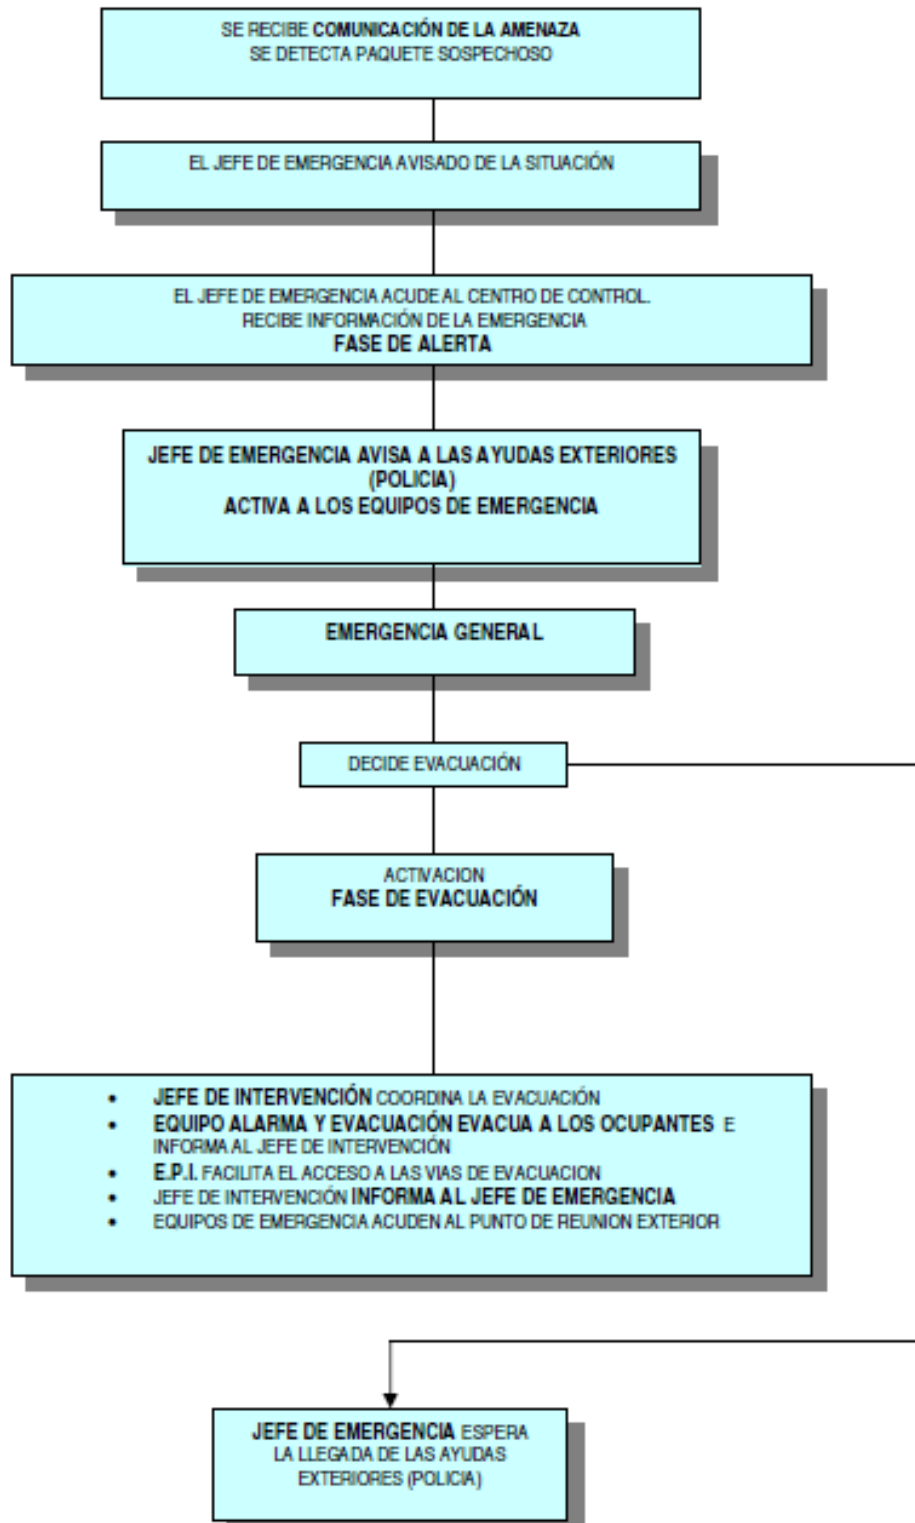 SE RECIBE COMUNICACIÓN DE LA AMENAZA
SE DETECTA PAQUETE SOSPECHOSO
EL JEFE DE EMERGENCIA AVISADO DE LA SITUACIÓN
EL JEFE DE EMERGENCIA ACUDE AL CENTRO DE CONTROL.
RECIBE INFORMACIÓN DE LA EMERGENCIA
FASE DE ALERTA
JEFE DE EMERGENCIA AVISA A LAS AYUDAS EXTERIORES
(POLICIA)
ACTIVA A LOS EQUIPOS DE EMERGENCIA
EMERGENCIA GENERAL
DECIDE EVACUACIÓN
ACTIVACION
FASE DE EVACUACIÓN
• JEFE DE INTERVENCIÓN COORDINA LA EVACUACIÓN
• EQUIPO ALARMA Y EVACUACIÓN EVACUA A LOS OCUPANTES E
INFORMA AL JEFE DE INTERVENCIÓN
• E.P.I. FACILITA EL ACCESO A LAS VIAS DE EVACUACION
• JEFE DE INTERVENCIÓN INFORMA AL JEFE DE EMERGENCIA
• EQUIPOS DE EMERGENCIA ACUDEN AL PUNTO DE REUNION EXTERIOR
JEFE DE EMERGENCIA ESPERA
LA LLEGADA DE LAS AYUDAS
EXTERIORES (POLICIA)